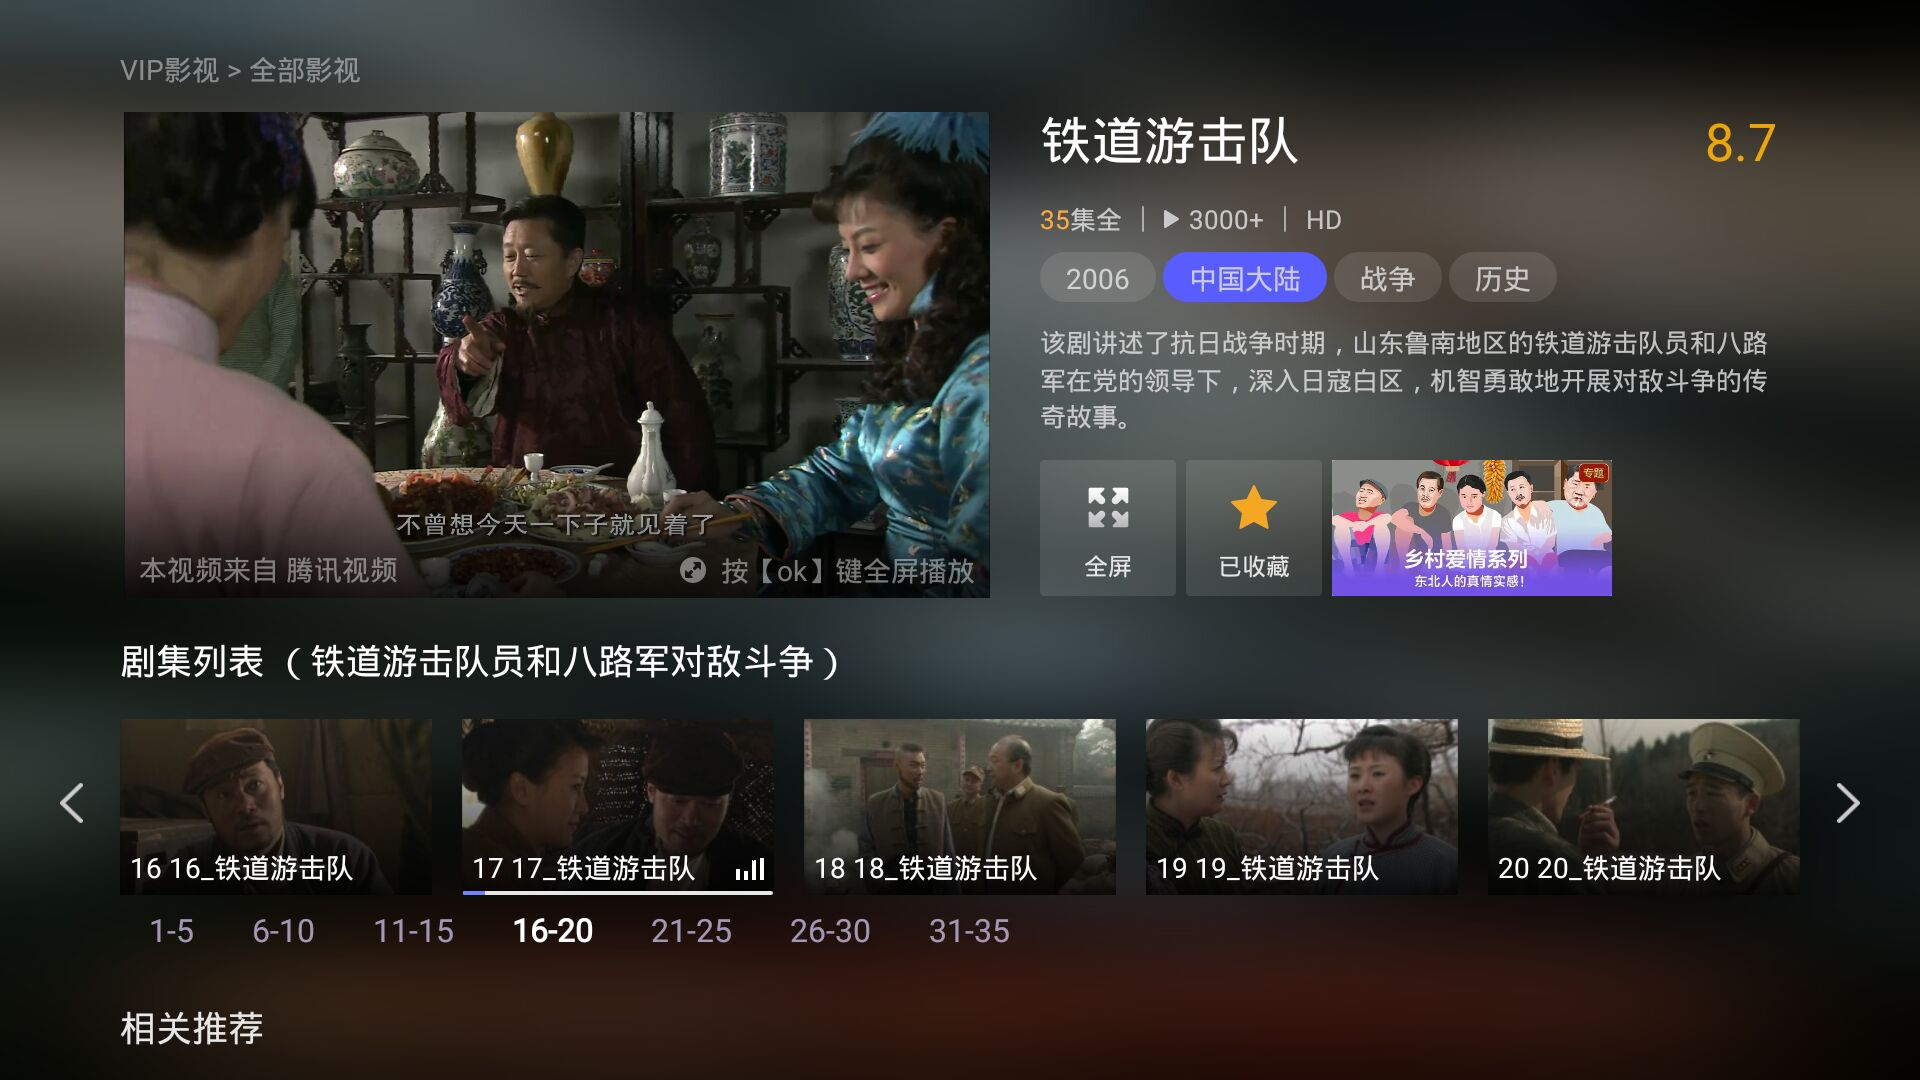 VIP影视 > 全部影视
铁道游击队
8.7
35集全 | 3000+ | HD
2006 中国大陆 战争 历史
该剧讲述了抗日战争时期，山东鲁南地区的铁道游击队员和八路
军在党的领导下，深入日寇白区，机智勇敢地开展对敌斗争的传
奇故事。
不曾想今天一下子就见着了
本视频来自 腾讯视频
按【ok】键全屏播放
全屏
已收藏
专题
乡村爱情系列
东北人的真情实感!
剧集列表 （铁道游击队员和八路军对敌斗争）
16 16_铁道游击队
17 17_铁道游击队
18 18_铁道游击队
19 19_铁道游击队
20 20_铁道游击队
1-5 6-10 11-15 16-20 21-25 26-30 31-35
相关推荐